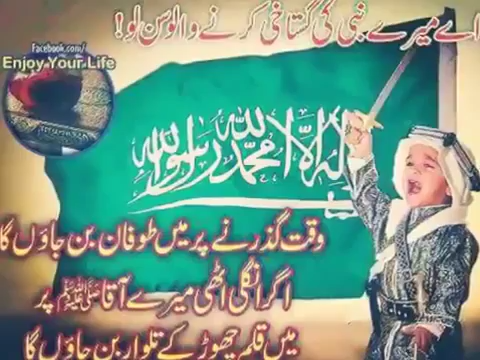 اے میرے نبی کی گستاخی کرنے والو سن لو!
Facebook.com/
Enjoy Your Life
لا إله إلا الله محمد رسول الله
وقت گذرنے پر میں طوفان بن جاؤں گا
اگر انگلی اٹھی میرے آقا ﷺ پر
میں قلم چھوڑ کے تلوار بن جاؤں گا